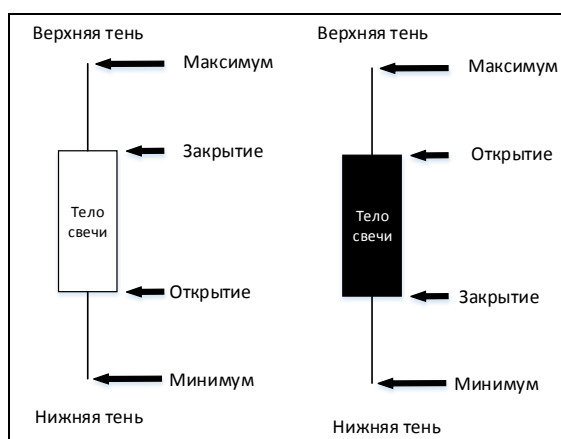 Верхняя тень
Максимум
Закрытие
Тело
свечи
Открытие
Минимум
Нижняя тень
Верхняя тень
Максимум
Открытие
Тело
свечи
Закрытие
Минимум
Нижняя тень